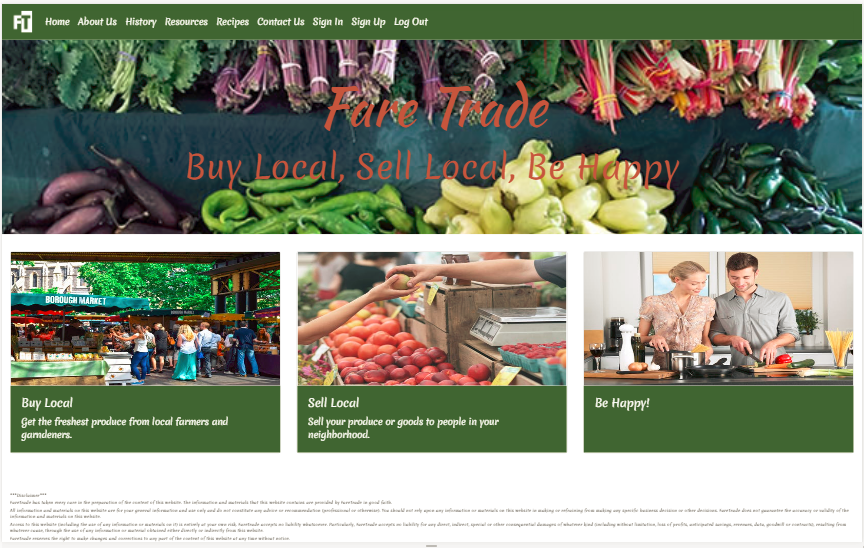 FT Home About Us History Resources Recipes Contact Us Sign In Sign Up Log Out
Fare Trade
Buy Local, Sell Local, Be Happy
BOROUGH MARKET
BOROUGH MARKET
Buy Local
Get the freshest produce from local farmers and
garndeners.
Sell Local
Sell your produce or goods to people in your
neighborhood.
Be Happy!
***Disclaimer***
Faretrade has taken every care in the preparation of the content of this website. The information and materials that this website contains are provided by Faretrade in good faith.
All information and materials on this website are for your general information and use only and do not constitute any advice or recommendation (professional or otherwise). You should not rely upon any information or materials on this website in making or refraining from making any specific business decision or other decisions. Faretrade does not guarantee the accuracy or validity of the
information and materials on this website.
Access to this website (including the use of any information or materials on it) is entirely at your own risk. Faretrade accepts no liability whatsoever. Particularly, Faretrade accepts no liability for any direct, indirect, special or other consequential damages of whatever kind (including without limitation, loss of profits, anticipated savings, revenue, data, goodwill or contracts), resulting from
whatever cause, through the use of any information or material obtained either directly or indirectly from this website.
Faretrade reserves the right to make changes and corrections to any part of the content of this website at any time without notice.